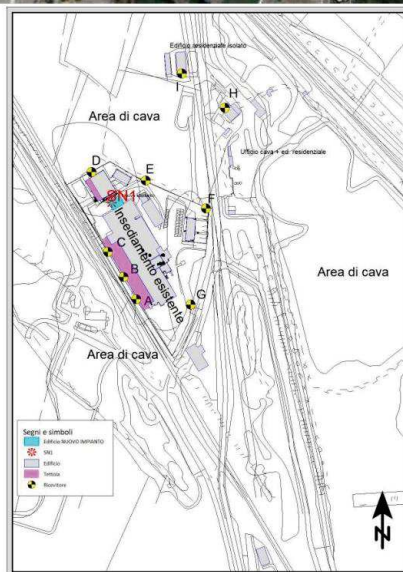 Edificio residenziale isolato
I
H
Area di cava
Ufficio cava + ed. residenziale
D
E
SN1
F
Insediamento esistente
C
B
Area di cava
A
G
Area di cava
Segni e simboli
Edificio NUOVO IMPIANTO
SN1
Edificio
Tettoia
Ricevitore
N